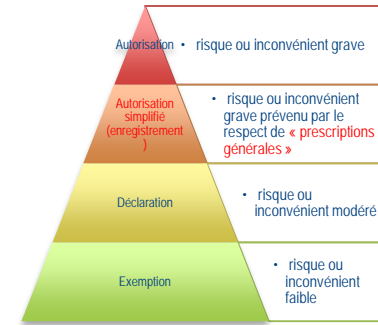 Autorisation
• risque ou inconvénient grave
Autorisation
simplifié
(enregistrement
)
• risque ou inconvénient
grave prévenu par le
respect de « prescriptions
générales »
Déclaration
• risque ou
inconvénient modéré
Exemption
• risque ou
inconvénient
faible